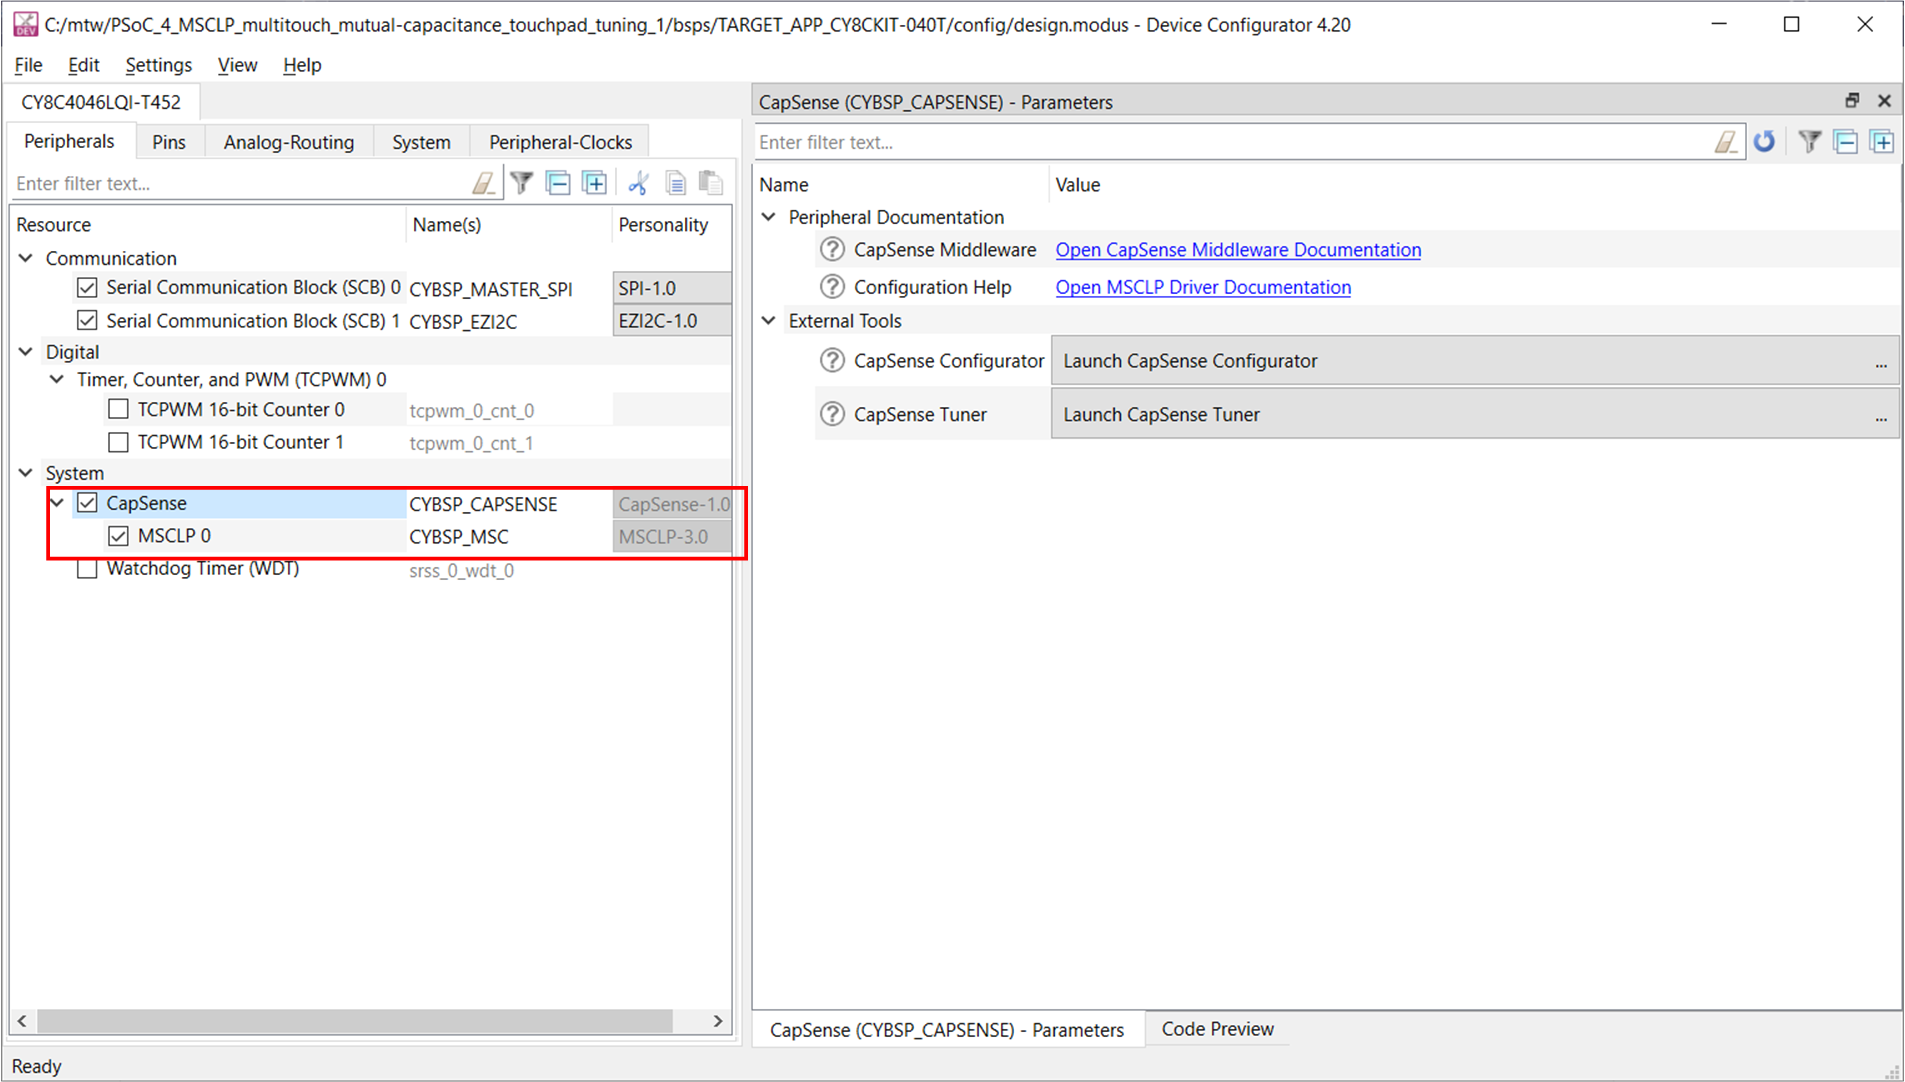 C:/mtw/PSoC_4_MSCLP_multitouch_mutual-capacitance_touchpad_tuning_1/bsps/TARGET_APP_CY8CKIT-040T/config/design.modus - Device Configurator 4.20
File Edit Settings View Help
CY8C4046LQI-T452
Peripherals Pins Analog-Routing System Peripheral-Clocks
Enter filter text...
Resource Name(s) Personality
Communication
Serial Communication Block (SCB) 0 CYBSP_MASTER_SPI SPI-1.0
Serial Communication Block (SCB) 1 CYBSP_EZI2C EZI2C-1.0
Digital
Timer, Counter, and PWM (TCPWM) 0
TCPWM 16-bit Counter 0 tcpwm_0_cnt_0
TCPWM 16-bit Counter 1 tcpwm_0_cnt_1
System
CapSense CYBSP_CAPSENSE CapSense-1.0
MSCLP 0 CYBSP_MSC MSCLP-3.0
Watchdog Timer (WDT) srss_0_wdt_0
CapSense (CYBSP_CAPSENSE) - Parameters
Enter filter text...
Name Value
Peripheral Documentation
CapSense Middleware Open CapSense Middleware Documentation
Configuration Help Open MSCLP Driver Documentation
External Tools
CapSense Configurator Launch CapSense Configurator ...
CapSense Tuner Launch CapSense Tuner ...
CapSense (CYBSP_CAPSENSE) - Parameters Code Preview
Ready